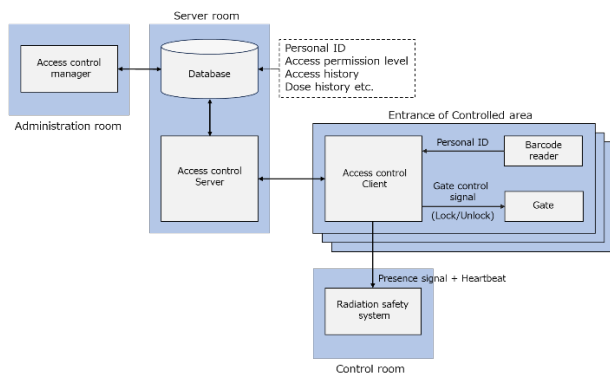 Server room
Access control
manager
Administration room
Database
Personal ID
Access permission level
Access history
Dose history etc.
Access control
Server
Entrance of Controlled area
Access control
Client
Personal ID
Barcode
reader
Gate control
signal
(Lock/Unlock)
Gate
Presence signal + Heartbeat
Radiation safety
system
Control room